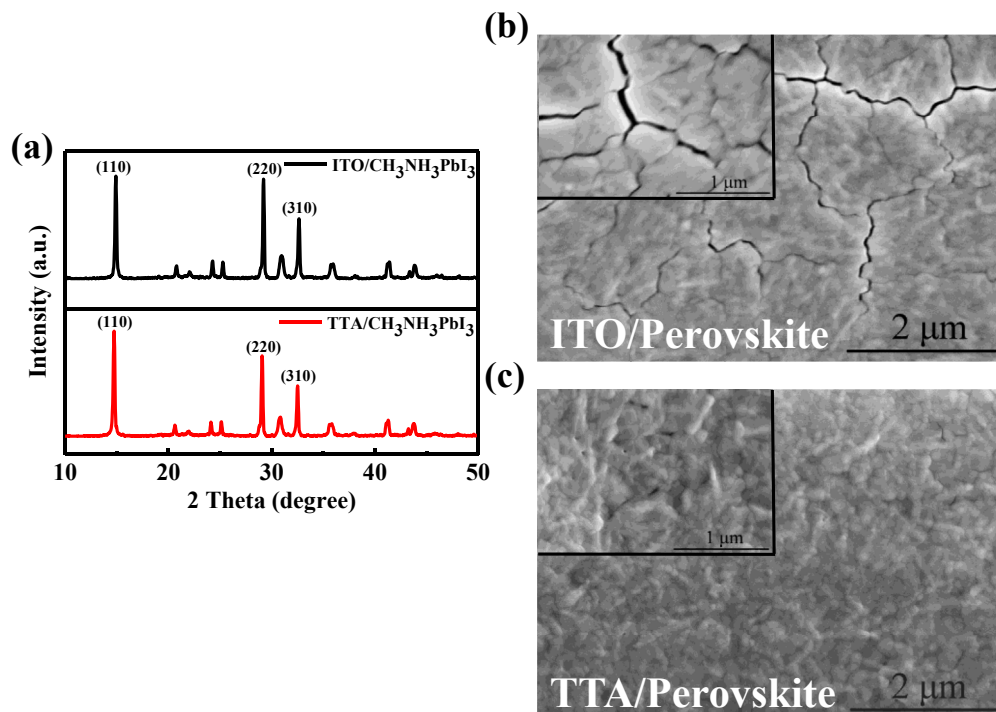 (a)
Intensity (a.u.)
ITO/CH₃NH₃PbI₃
(110)
(220)
(310)
TTA/CH₃NH₃PbI₃
(110)
(220)
(310)
10 20 30 40 50
2 Theta (degree)
(b)
1 μm
ITO/Perovskite
2 μm
(c)
1 μm
TTA/Perovskite
2 μm